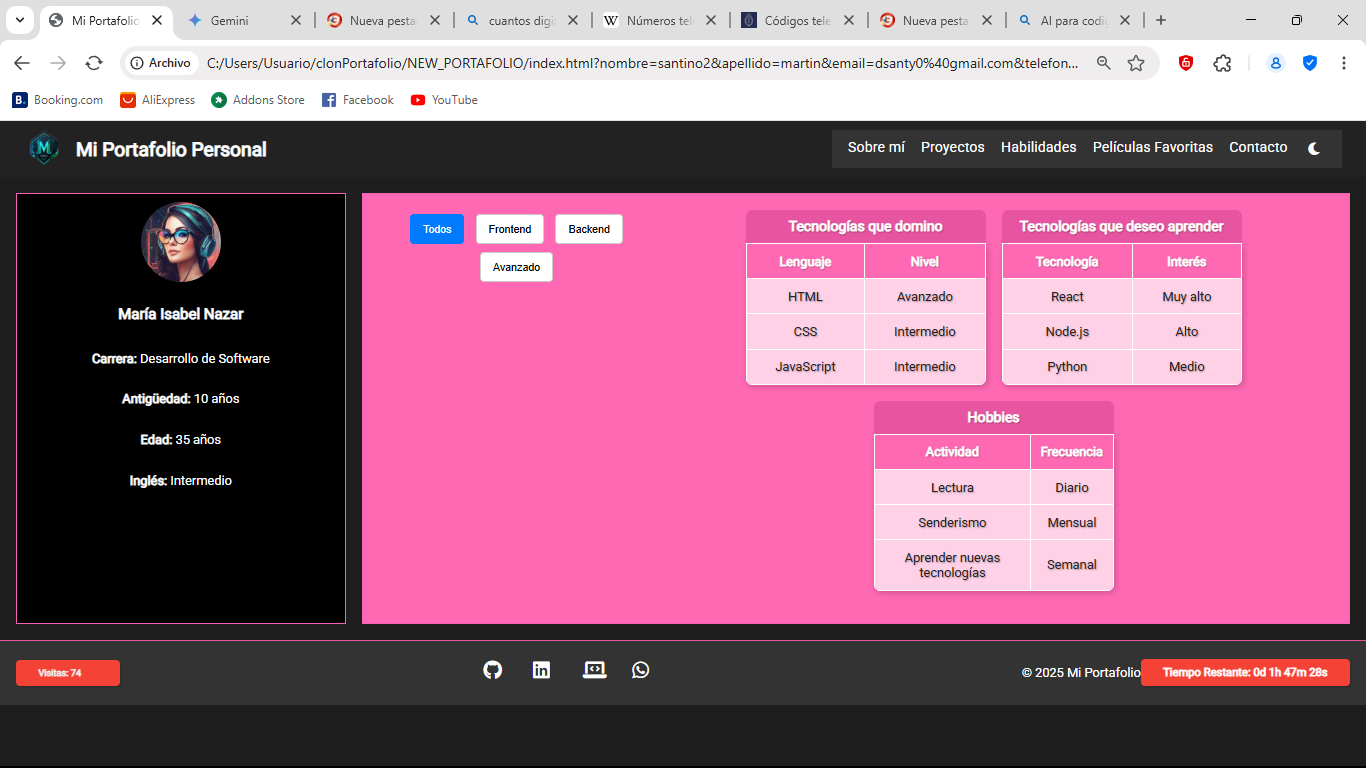 Mi Portafolio
Gemini
Nueva pesta
cuantos digit
Números tel
Códigos tele
Nueva pesta
AI para codi
Archivo
C:/Users/Usuario/clonPortafolio/NEW_PORTAFOLIO/index.html?nombre=santino2&apellido=martin&email=dsanty0%40gmail.com&telefon...
B. Booking.com
AliExpress
Addons Store
Facebook
YouTube
M Mi Portafolio Personal
Sobre mí Proyectos Habilidades Películas Favoritas Contacto
María Isabel Nazar
Carrera: Desarrollo de Software
Antigüedad: 10 años
Edad: 35 años
Inglés: Intermedio
Todos Frontend Backend
Avanzado
Tecnologías que domino
Lenguaje Nivel
HTML Avanzado
CSS Intermedio
JavaScript Intermedio
Tecnologías que deseo aprender
Tecnología Interés
React Muy alto
Node.js Alto
Python Medio
Hobbies
Actividad Frecuencia
Lectura Diario
Senderismo Mensual
Aprender nuevas
tecnologías Semanal
Visitas: 74
© 2025 Mi Portafolio
Tiempo Restante: 0d 1h 47m 28s